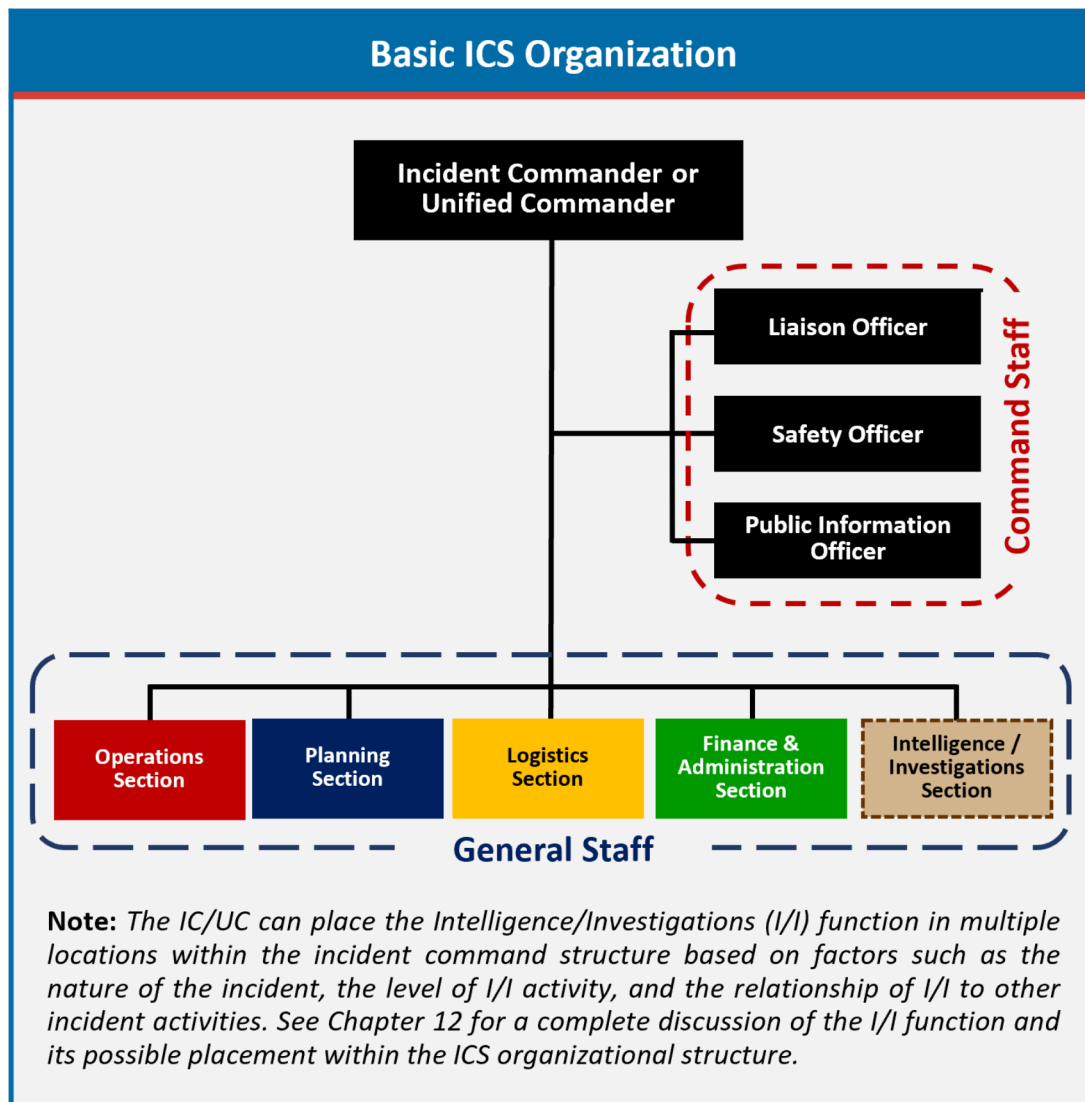 Basic ICS Organization
Incident Commander or
Unified Commander
Liaison Officer
Safety Officer
Public Information
Officer
Command Staff
Operations
Section
Planning
Section
Logistics
Section
Finance &
Administration
Section
Intelligence /
Investigations
Section
General Staff
Note: The IC/UC can place the Intelligence/Investigations (I/I) function in multiple
locations within the incident command structure based on factors such as the
nature of the incident, the level of I/I activity, and the relationship of I/I to other
incident activities. See Chapter 12 for a complete discussion of the I/I function and
its possible placement within the ICS organizational structure.